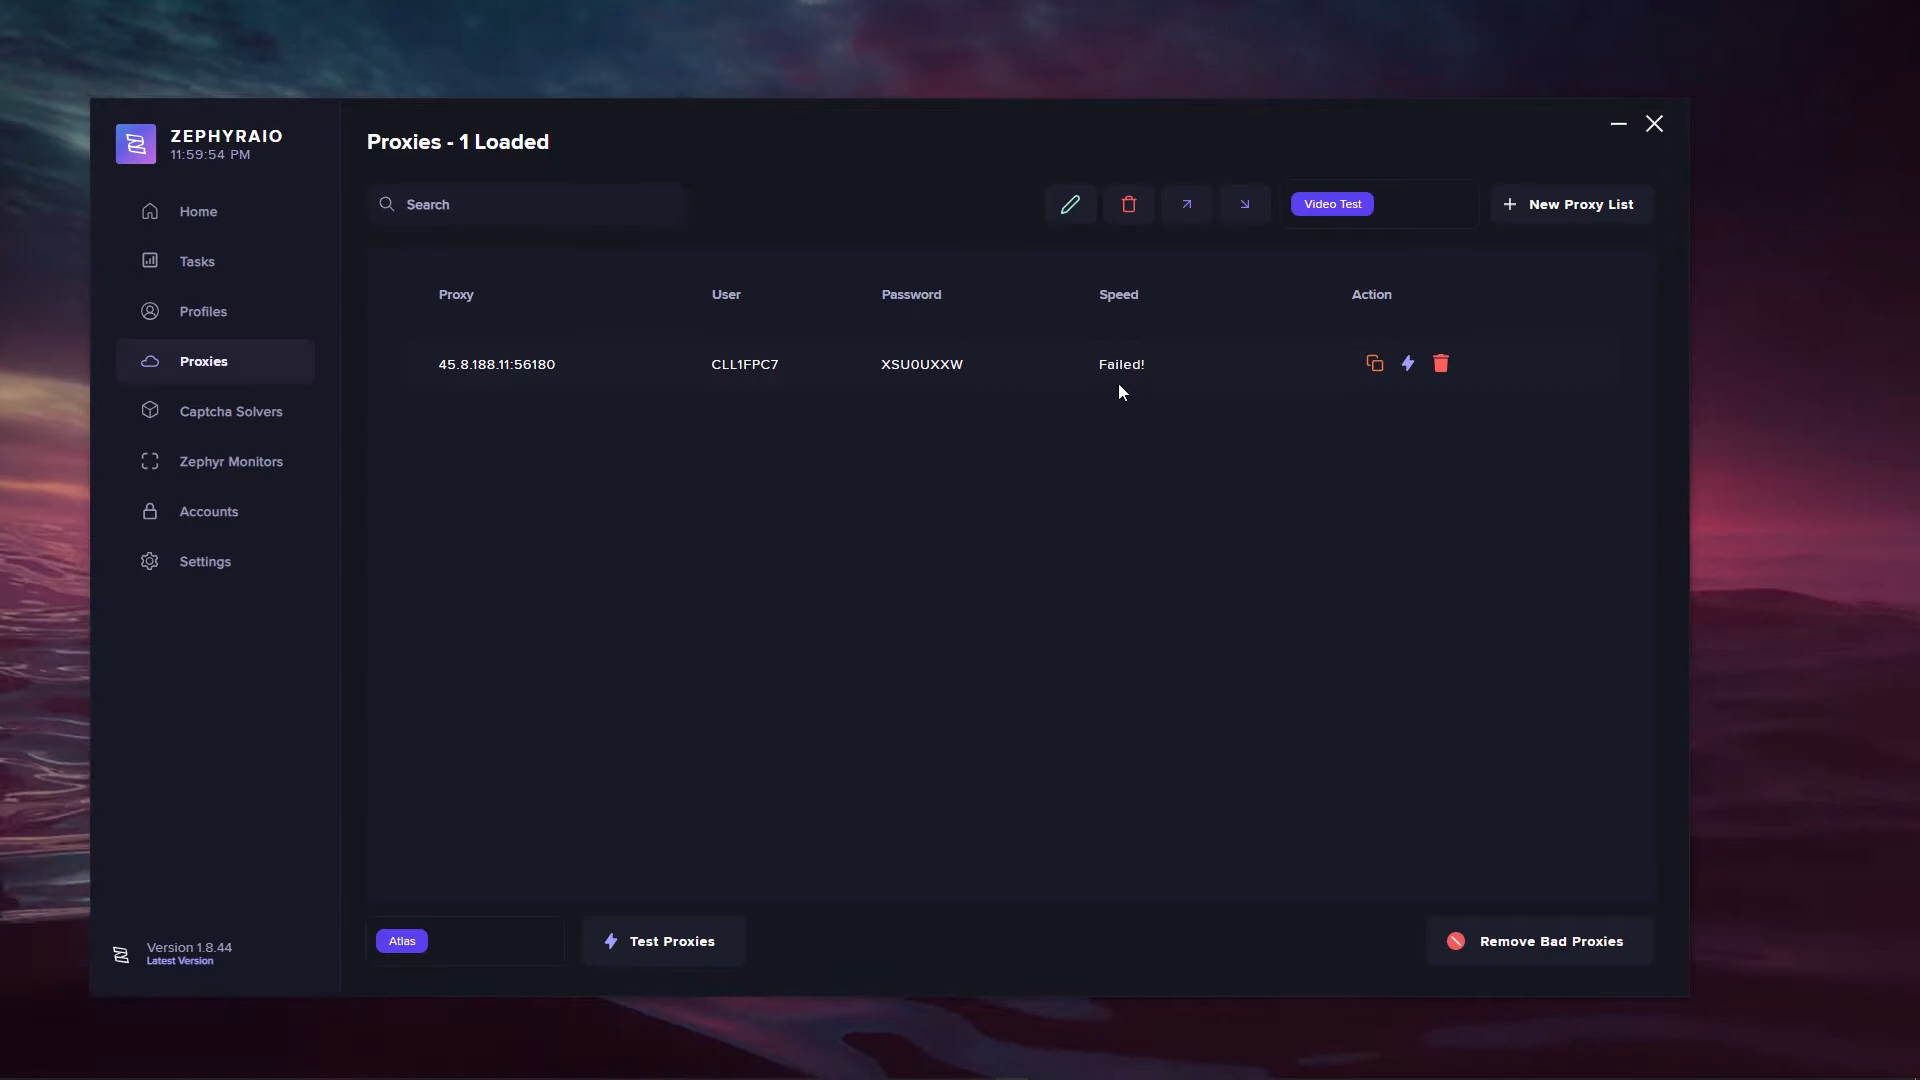 ZEPHYRAIO
11:59:54 PM
Home
Tasks
Profiles
Proxies
Captcha Solvers
Zephyr Monitors
Accounts
Settings
Version 1.8.44
Latest Version
Proxies - 1 Loaded
Search
Video Test
New Proxy List
Proxy User Password Speed Action
45.8.188.11:56180 CLL1FPC7 XSU0UXXW Failed!
Atlas
Test Proxies
Remove Bad Proxies